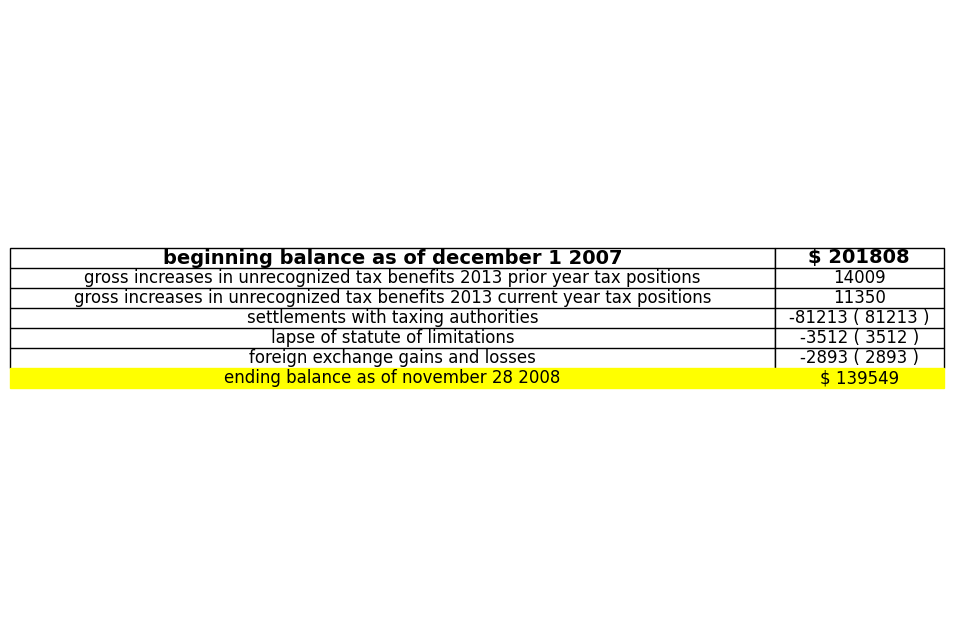 beginning balance as of december 1 2007 $ 201808
gross increases in unrecognized tax benefits 2013 prior year tax positions 14009
gross increases in unrecognized tax benefits 2013 current year tax positions 11350
settlements with taxing authorities -81213 ( 81213 )
lapse of statute of limitations -3512 ( 3512 )
foreign exchange gains and losses -2893 ( 2893 )
ending balance as of november 28 2008 $ 139549